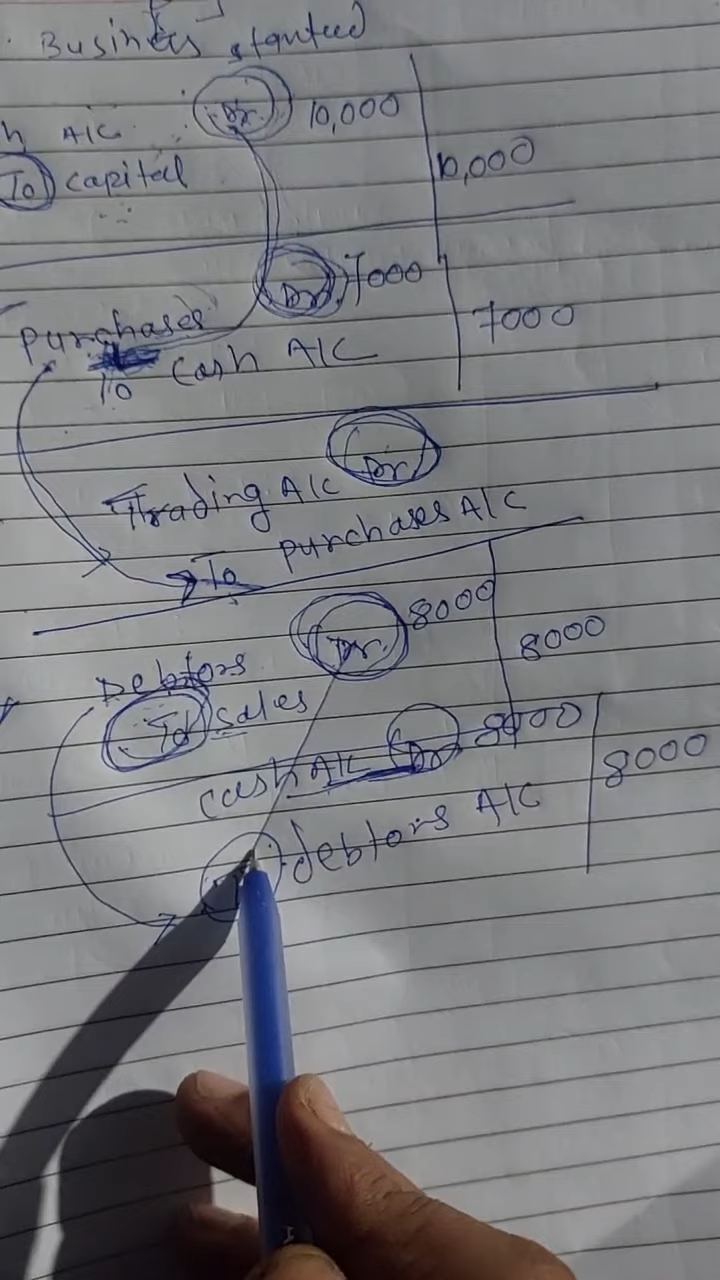 Business started
h A/C Dr. 10,000
To capital 10,000
Purchases Dr. 7000
To Cash A/C 7000
Trading A/C Dr.
To purchases A/C
Debtors Dr. 8000
To sales 8000
cash A/C Dr. 8000
debtors A/C 8000